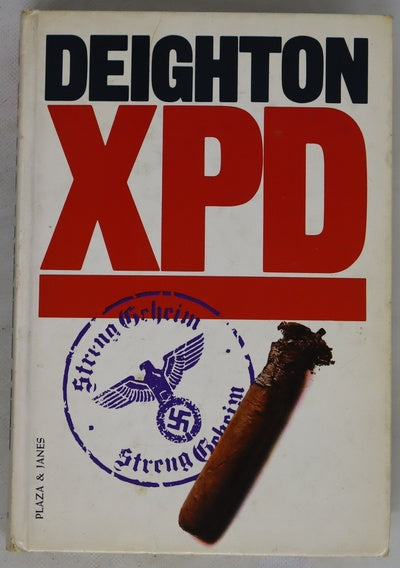 DEIGHTON
XPD
Streng Geheim
Streng Geheim
PLAZA & JANES